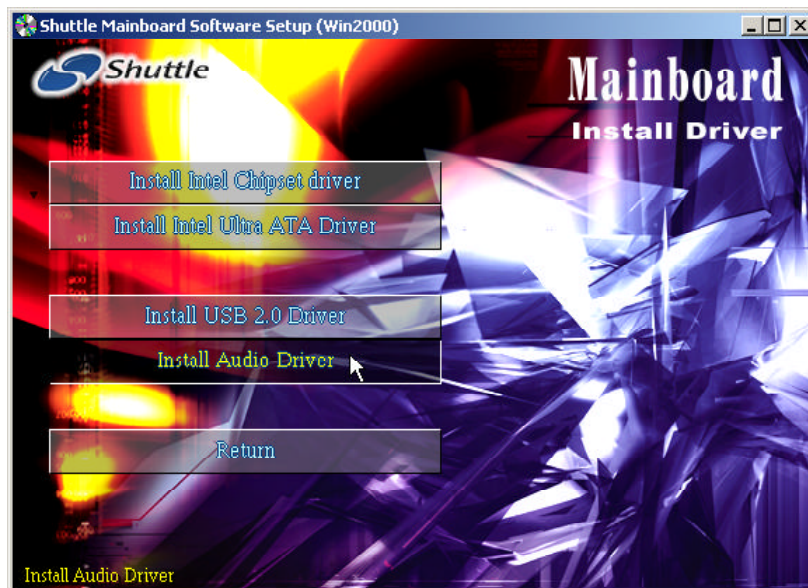 Shuttle Mainboard Software Setup (Win2000)
Shuttle
Mainboard
Install Driver
Install Intel Chipset driver
Install Intel Ultra ATA Driver
Install USB 2.0 Driver
Install Audio Driver
Return
Install Audio Driver